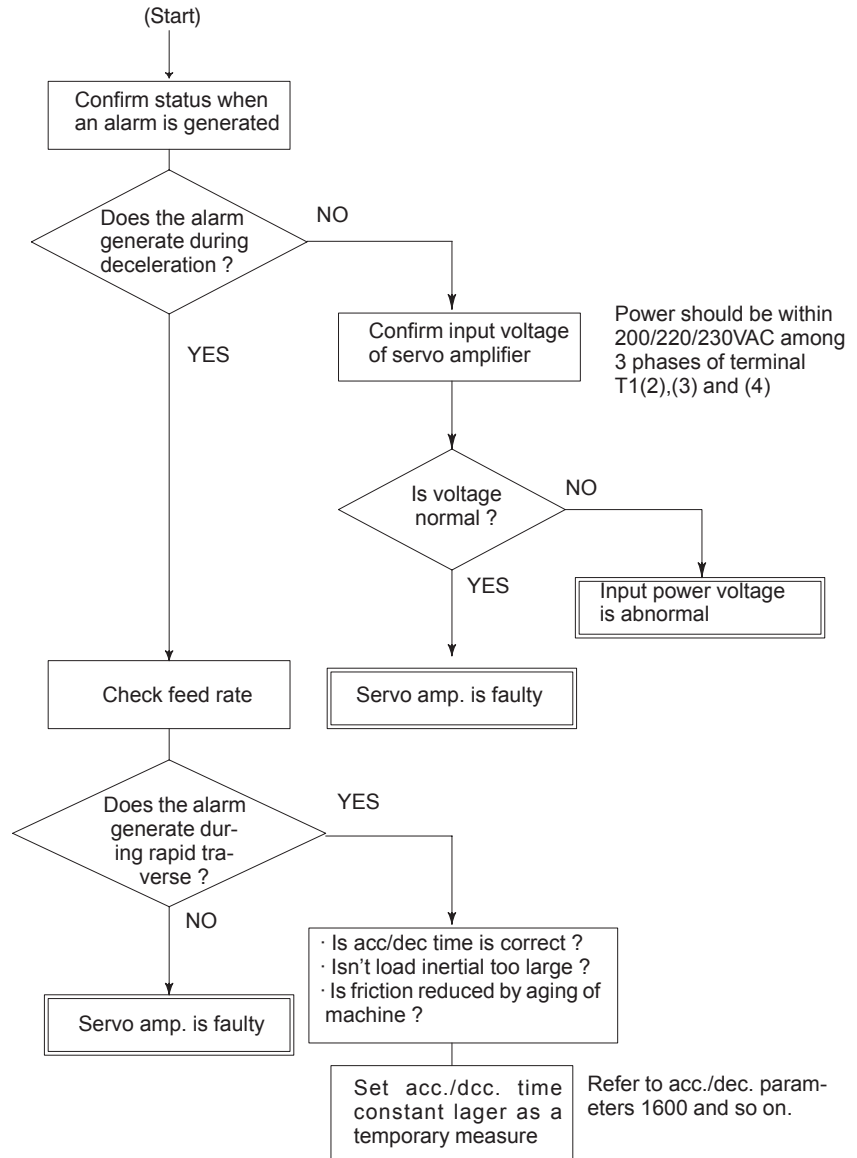 (Start)
Confirm status when
an alarm is generated
Does the alarm
generate during
deceleration ?
NO
YES
Confirm input voltage
of servo amplifier
Power should be within
200/220/230VAC among
3 phases of terminal
T1(2),(3) and (4)
Is voltage
normal ?
NO
YES
Input power voltage
is abnormal
Servo amp. is faulty
Check feed rate
Does the alarm
generate dur-
ing rapid tra-
verse ?
YES
NO
· Is acc/dec time is correct ?
· Isn't load inertial too large ?
· Is friction reduced by aging of
machine ?
Servo amp. is faulty
Set acc./dcc. time
constant lager as a
temporary measure
Refer to acc./dec. param-
eters 1600 and so on.